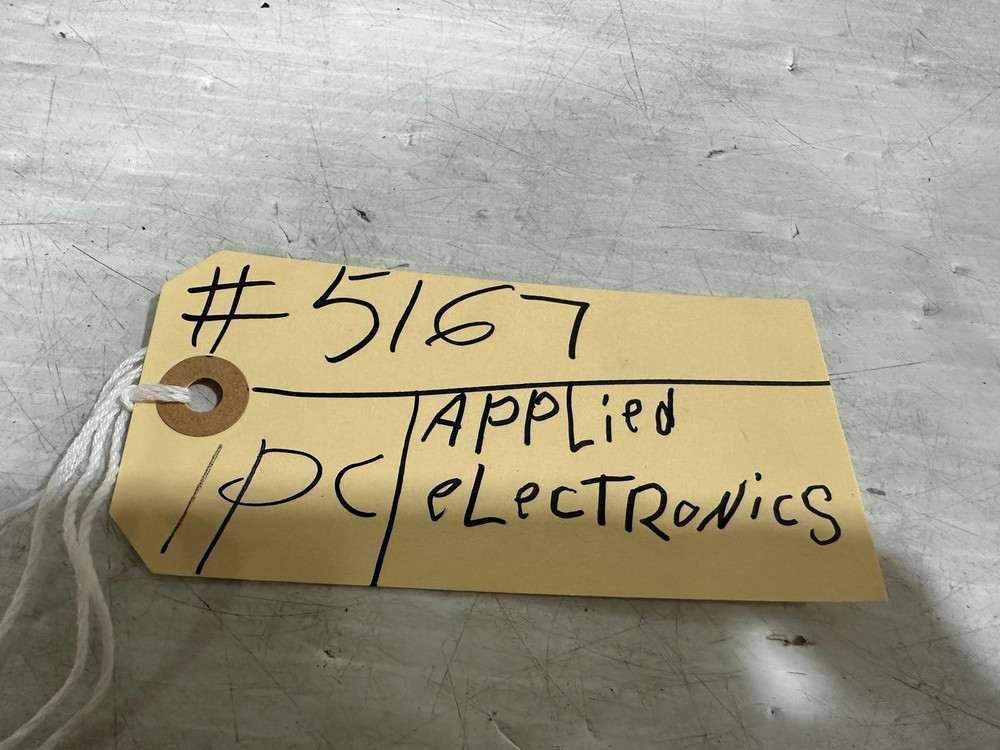 #5167
1PC
APPLied
eLecTRoNics